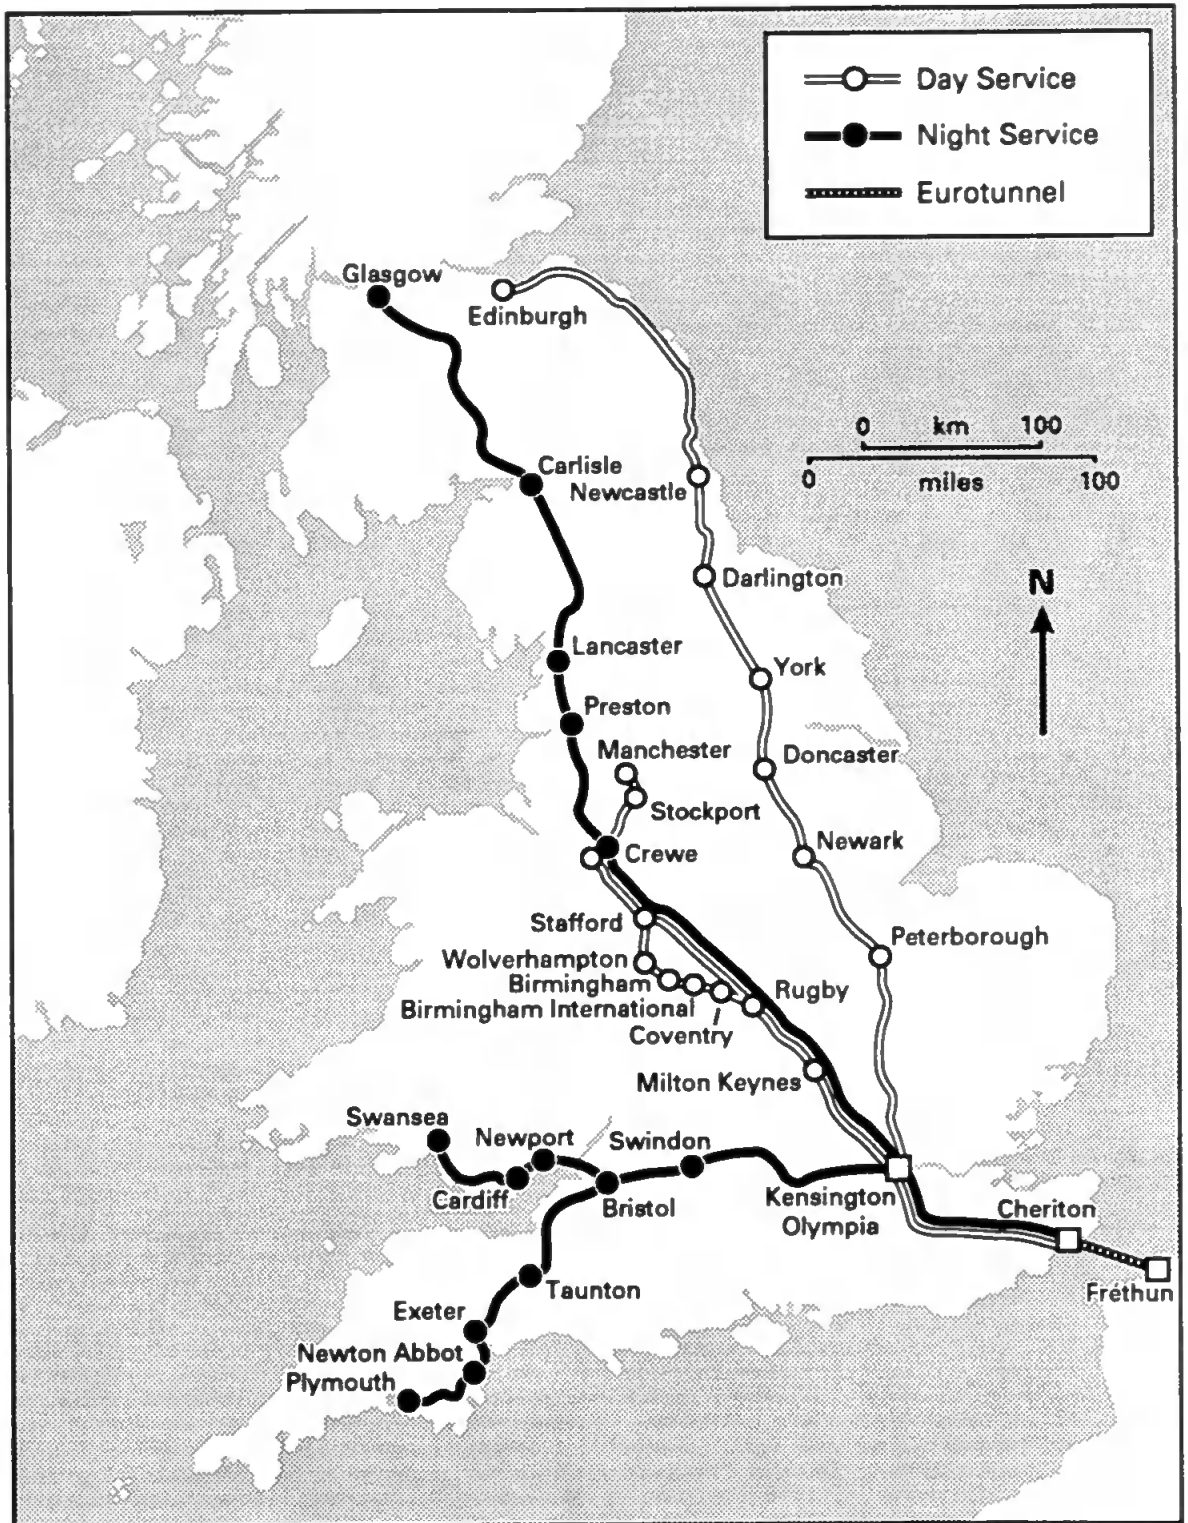 Day Service
Night Service
Eurotunnel
Glasgow
Edinburgh
0 km 100
0 miles 100
Carlisle
Newcastle
N
Darlington
Lancaster
York
Preston
Manchester
Doncaster
Stockport
Crewe
Newark
Stafford
Peterborough
Wolverhampton
Birmingham
Rugby
Birmingham International
Coventry
Milton Keynes
Swansea
Newport
Swindon
Cardiff
Bristol
Kensington
Olympia
Cheriton
Fréthun
Taunton
Exeter
Newton Abbot
Plymouth